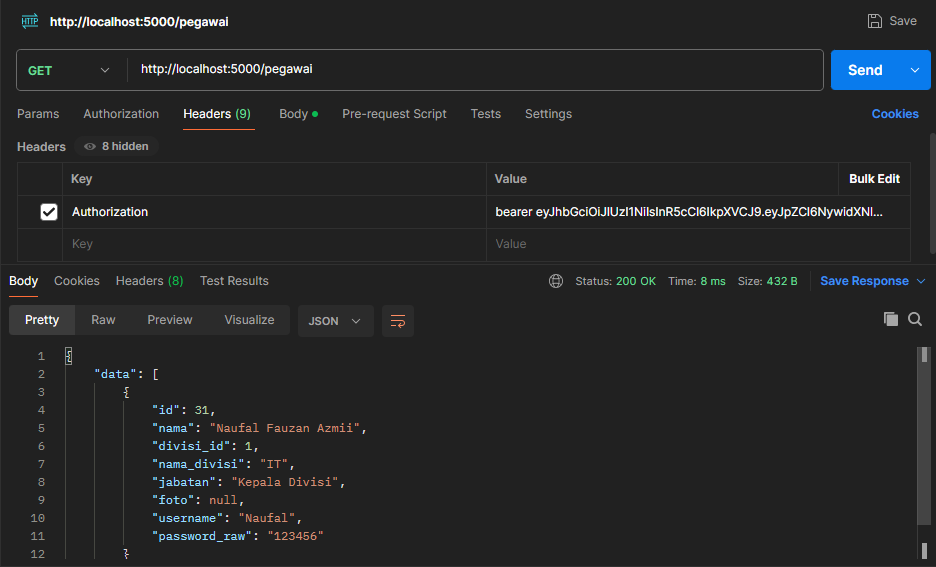 HTTP http://localhost:5000/pegawai Save
GET http://localhost:5000/pegawai Send
Params Authorization Headers (9) Body Pre-request Script Tests Settings Cookies
Headers 8 hidden
Key Value Bulk Edit
Authorization bearer eyJhbGciOiJIUzI1NiIsInR5cCI6IkpXVCJ9.eyJpZCI6NywidXNl...
Key Value
Body Cookies Headers (8) Test Results Status: 200 OK Time: 8 ms Size: 432 B Save Response
Pretty Raw Preview Visualize JSON
1 {
2 "data": [
3 {
4 "id": 31,
5 "nama": "Naufal Fauzan Azmii",
6 "divisi_id": 1,
7 "nama_divisi": "IT",
8 "jabatan": "Kepala Divisi",
9 "foto": null,
10 "username": "Naufal",
11 "password_raw": "123456"
12 }